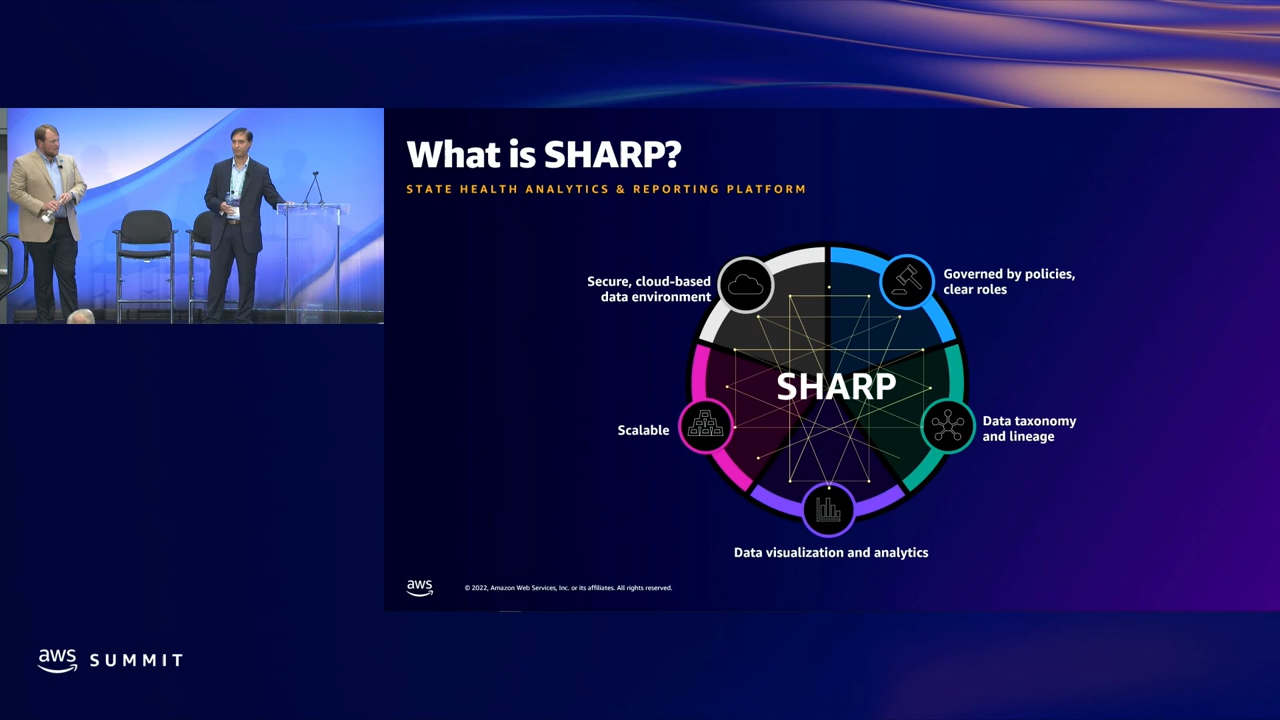 What is SHARP?
STATE HEALTH ANALYTICS & REPORTING PLATFORM
Secure, cloud-based
data environment
Governed by policies,
clear roles
SHARP
Scalable
Data taxonomy
and lineage
Data visualization and analytics
aws
© 2022, Amazon Web Services, Inc. or its affiliates. All rights reserved.
aws SUMMIT